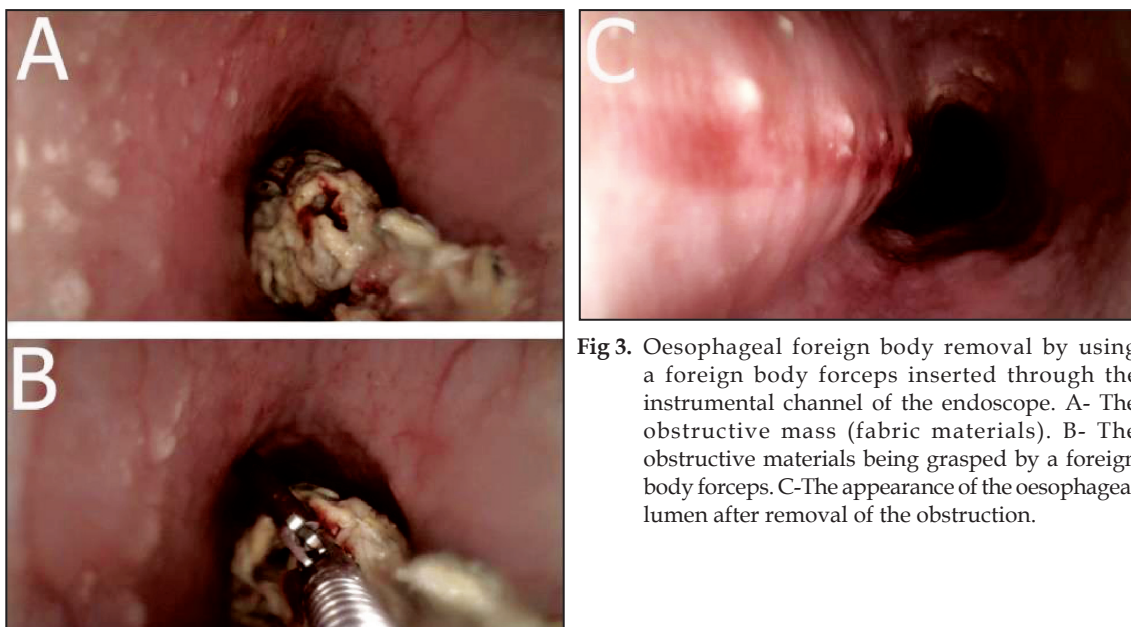 A
B
C
Fig 3. Oesophageal foreign body removal by using
a foreign body forceps inserted through the
instrumental channel of the endoscope. A- The
obstructive mass (fabric materials). B- The
obstructive materials being grasped by a foreign
body forceps. C-The appearance of the oesophageal
lumen after removal of the obstruction.